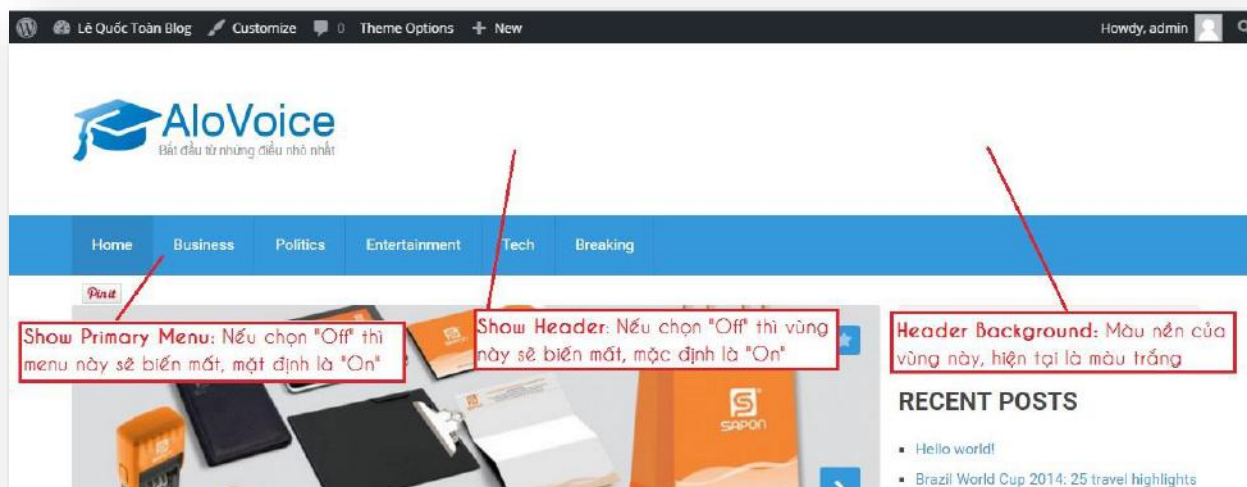 Lê Quốc Toàn Blog Customize 0 Theme Options New Howdy, admin
AloVoice
Bắt đầu từ những điều nhỏ nhất
Home Business Politics Entertainment Tech Breaking
Pin it
Show Primary Menu: Nếu chọn "Off" thì
menu này sẽ biến mất, mặt định là "On"
Show Header: Nếu chọn "Off" thì vùng
này sẽ biến mất, mặc định là "On"
Header Background: Màu nền của
vùng này, hiện tại là màu trắng
SAPON
RECENT POSTS
Hello world!
Brazil World Cup 2014: 25 travel highlights